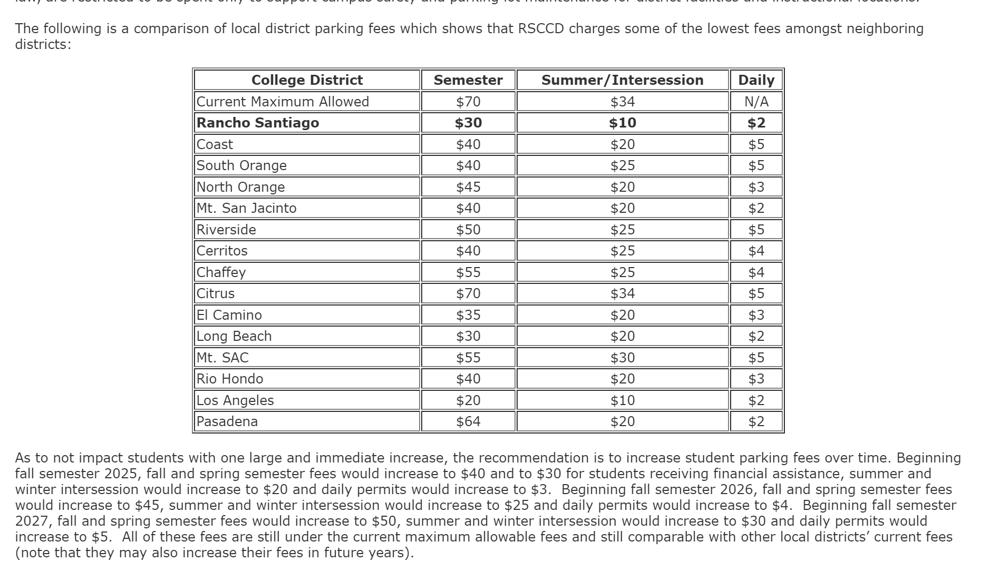 law, are restricted to be spent only to support campus safety and parking lot maintenance for district facilities and instructional locations.
The following is a comparison of local district parking fees which shows that RSCCD charges some of the lowest fees amongst neighboring
districts:
College District Semester Summer/Intersession Daily
Current Maximum Allowed $70 $34 N/A
Rancho Santiago $30 $10 $2
Coast $40 $20 $5
South Orange $40 $25 $5
North Orange $45 $20 $3
Mt. San Jacinto $40 $20 $2
Riverside $50 $25 $5
Cerritos $40 $25 $4
Chaffey $55 $25 $4
Citrus $70 $34 $5
El Camino $35 $20 $3
Long Beach $30 $20 $2
Mt. SAC $55 $30 $5
Rio Hondo $40 $20 $3
Los Angeles $20 $10 $2
Pasadena $64 $20 $2
As to not impact students with one large and immediate increase, the recommendation is to increase student parking fees over time. Beginning
fall semester 2025, fall and spring semester fees would increase to $40 and to $30 for students receiving financial assistance, summer and
winter intersession would increase to $20 and daily permits would increase to $3.  Beginning fall semester 2026, fall and spring semester fees
would increase to $45, summer and winter intersession would increase to $25 and daily permits would increase to $4.  Beginning fall semester
2027, fall and spring semester fees would increase to $50, summer and winter intersession would increase to $30 and daily permits would
increase to $5.  All of these fees are still under the current maximum allowable fees and still comparable with other local districts’ current fees
(note that they may also increase their fees in future years).